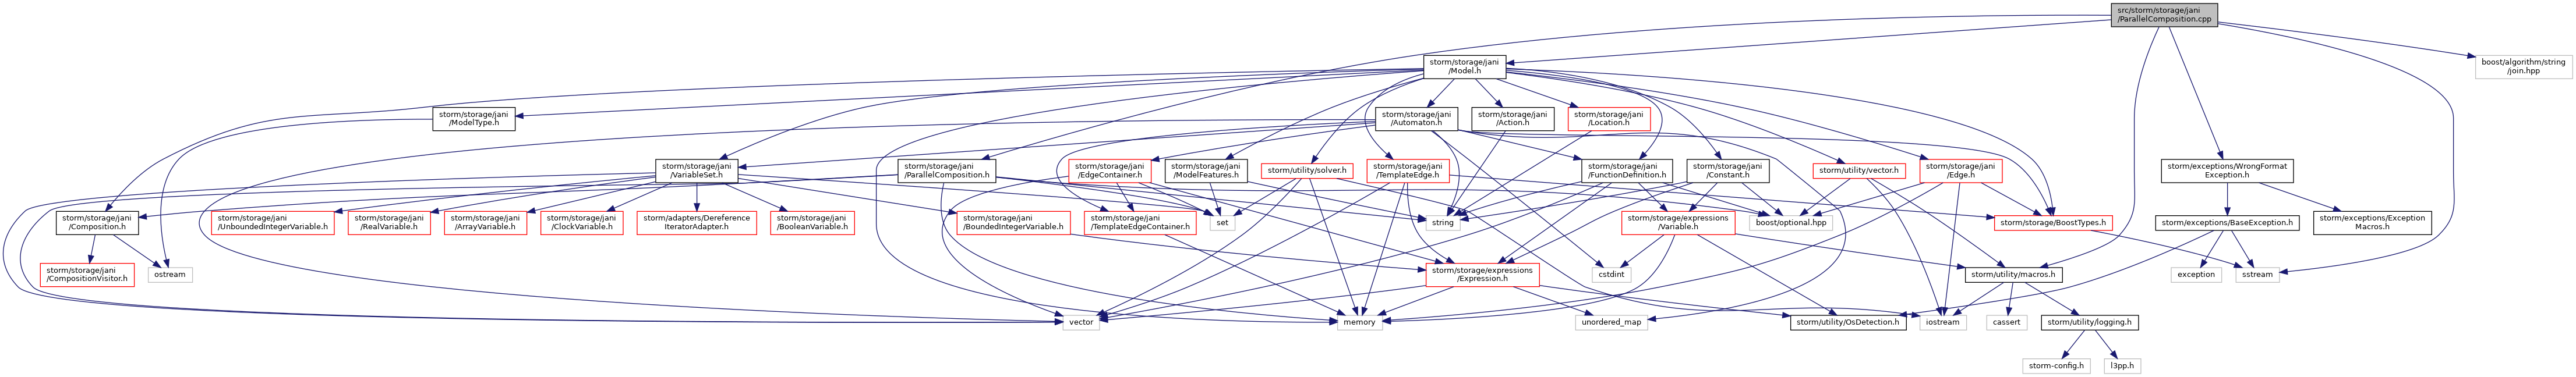 src/storm/storage/jani
/ParallelComposition.cpp
boost/algorithm/string
/join.hpp
storm/storage/jani
/Model.h
storm/storage/jani
/ModelType.h
storm/storage/jani
/Automaton.h
storm/storage/jani
/Action.h
storm/storage/jani
/Location.h
storm/storage/jani
/VariableSet.h
storm/storage/jani
/ParallelComposition.h
storm/storage/jani
/EdgeContainer.h
storm/storage/jani
/ModelFeatures.h
storm/utility/solver.h
storm/storage/jani
/TemplateEdge.h
storm/storage/jani
/FunctionDefinition.h
storm/storage/jani
/Constant.h
storm/utility/vector.h
storm/storage/jani
/Edge.h
storm/exceptions/WrongFormat
Exception.h
storm/storage/jani
/Composition.h
storm/storage/jani
/UnboundedIntegerVariable.h
storm/storage/jani
/RealVariable.h
storm/storage/jani
/ArrayVariable.h
storm/storage/jani
/ClockVariable.h
storm/adapters/Dereference
IteratorAdapter.h
storm/storage/jani
/BooleanVariable.h
storm/storage/jani
/BoundedIntegerVariable.h
storm/storage/jani
/TemplateEdgeContainer.h
set
string
storm/storage/expressions
/Variable.h
boost/optional.hpp
storm/storage/BoostTypes.h
storm/exceptions/BaseException.h
storm/exceptions/Exception
Macros.h
storm/storage/jani
/CompositionVisitor.h
ostream
storm/storage/expressions
/Expression.h
cstdint
storm/utility/macros.h
exception
sstream
vector
memory
unordered_map
storm/utility/OsDetection.h
iostream
cassert
storm/utility/logging.h
storm-config.h
l3pp.h